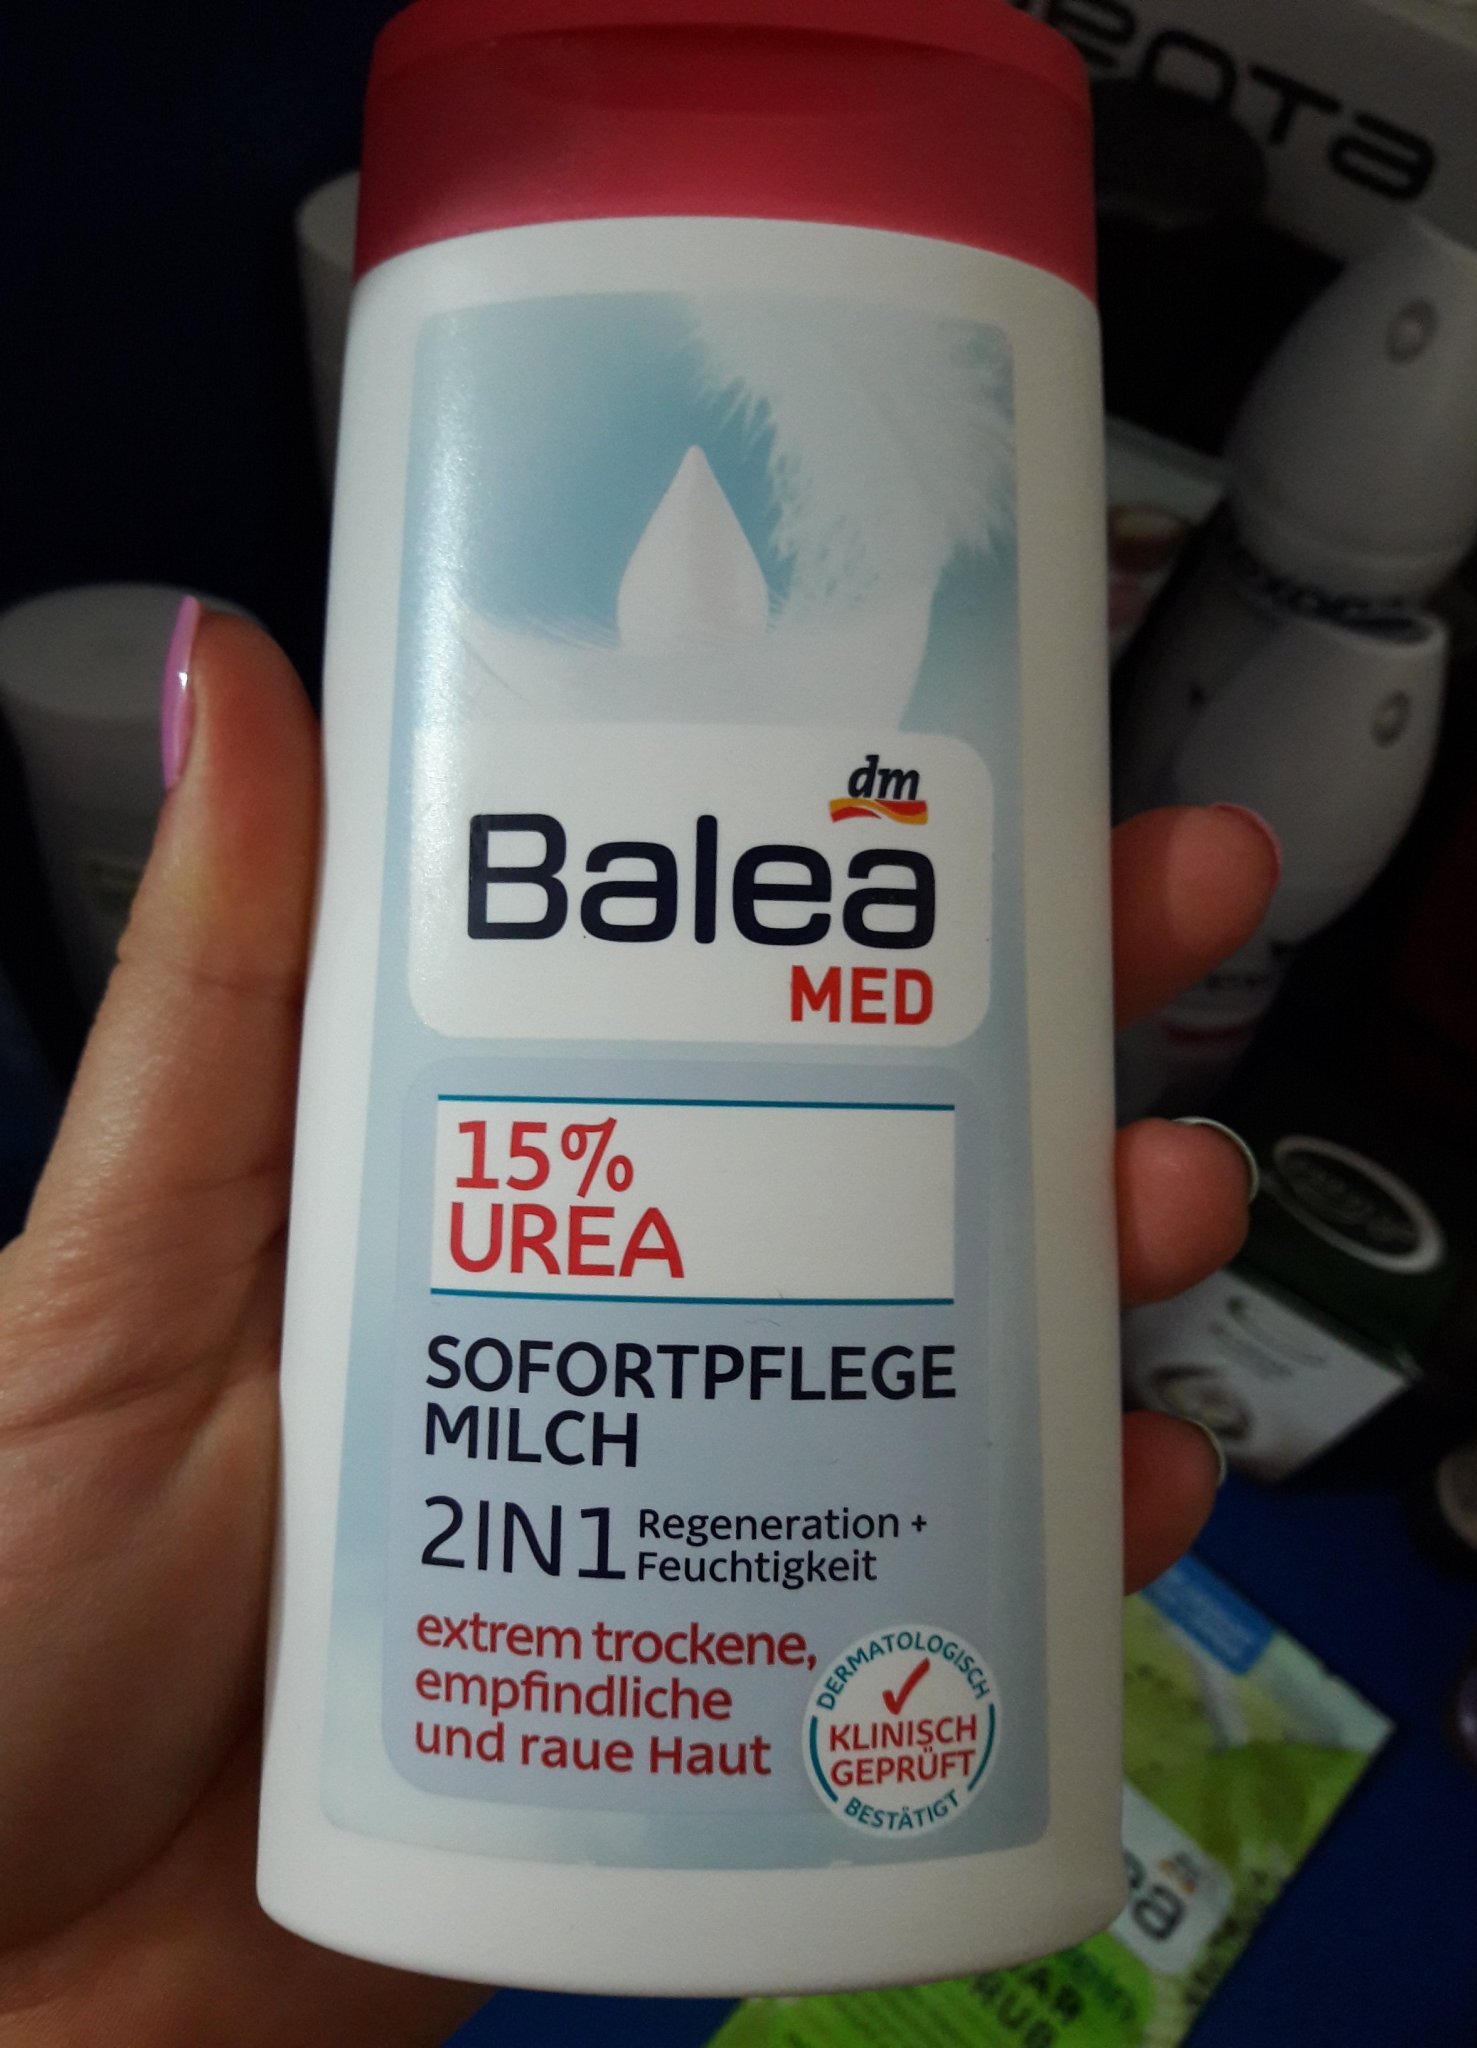 dm
Balea
MED
15%
UREA
SOFORTPFLEGE
MILCH
2IN1 Regeneration +
Feuchtigkeit
extrem trockene,
empfindliche
und raue Haut
DERMATOLOGISCH
KLINISCH
GEPRÜFT
BESTÄTIGT